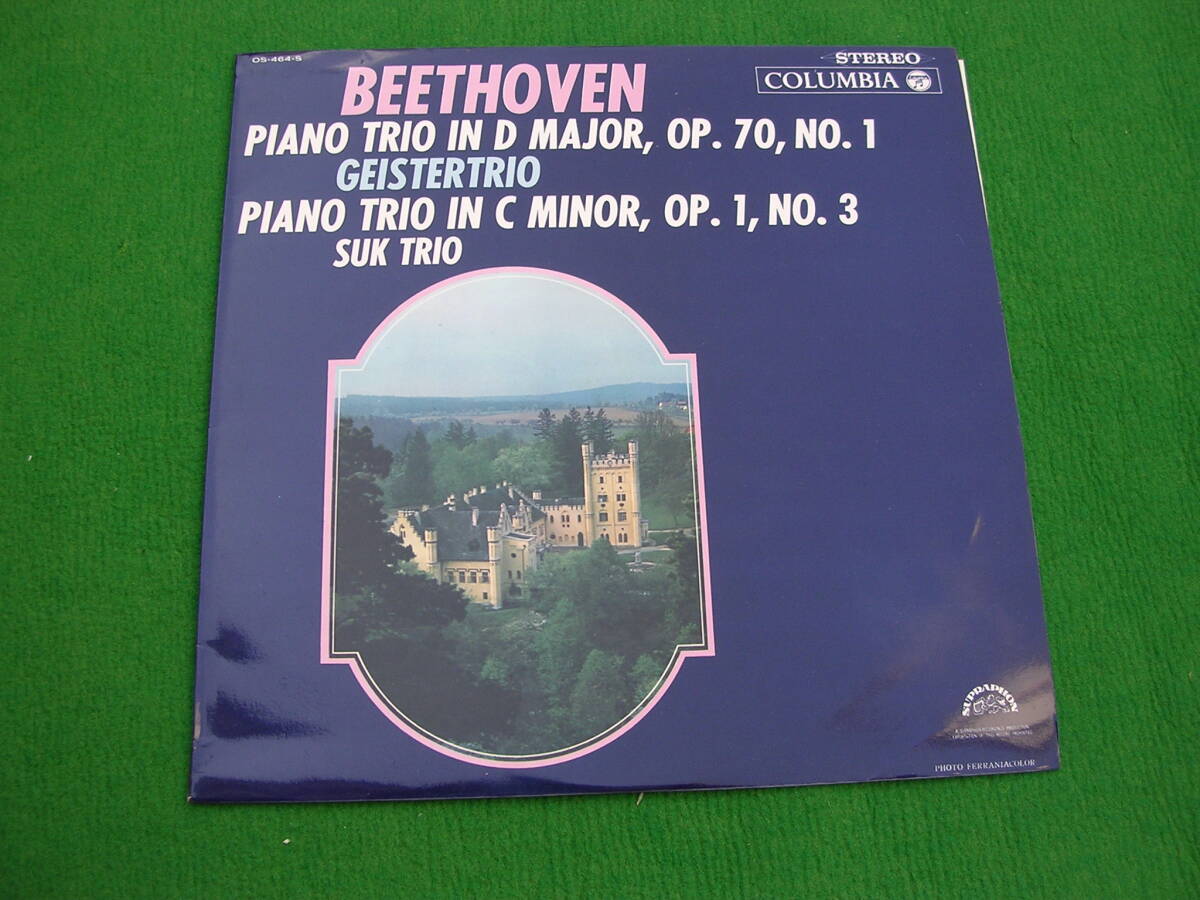 OS-464-S
STEREO
COLUMBIA
BEETHOVEN
PIANO TRIO IN D MAJOR, OP. 70, NO. 1
GEISTERTRIO
PIANO TRIO IN C MINOR, OP. 1, NO. 3
SUK TRIO
SUPRAPHON
PHOTO FERRANIACOLOR